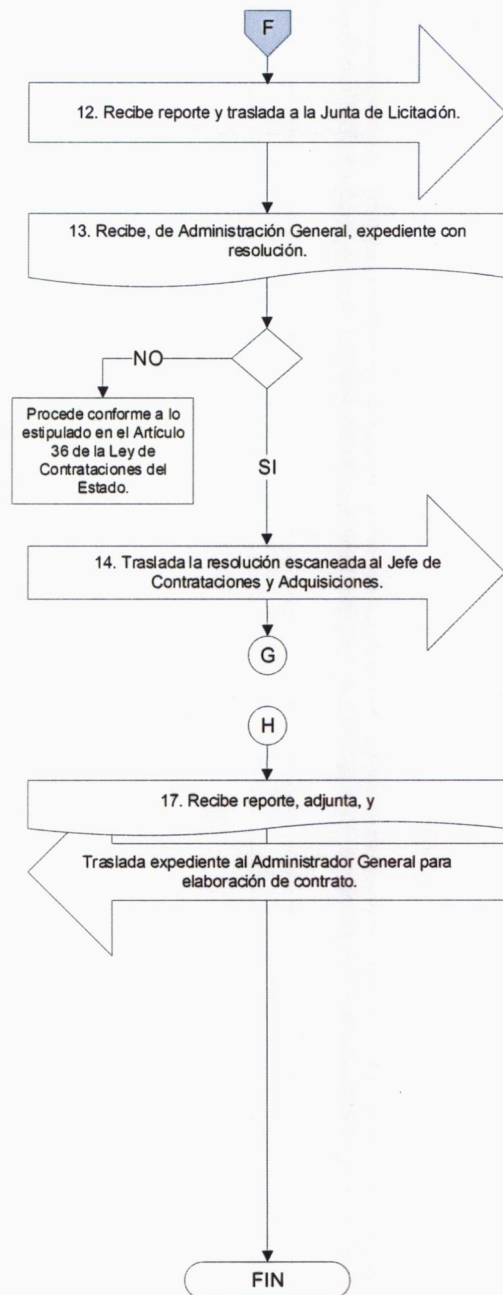 F
12. Recibe reporte y traslada a la Junta de Licitación.
13. Recibe, de Administración General, expediente con
resolución.
NO
Procede conforme a lo
estipulado en el Artículo
36 de la Ley de
Contrataciones del
Estado.
SI
14. Traslada la resolución escaneada al Jefe de
Contrataciones y Adquisiciones.
G
H
17. Recibe reporte, adjunta, y
Traslada expediente al Administrador General para
elaboración de contrato.
FIN